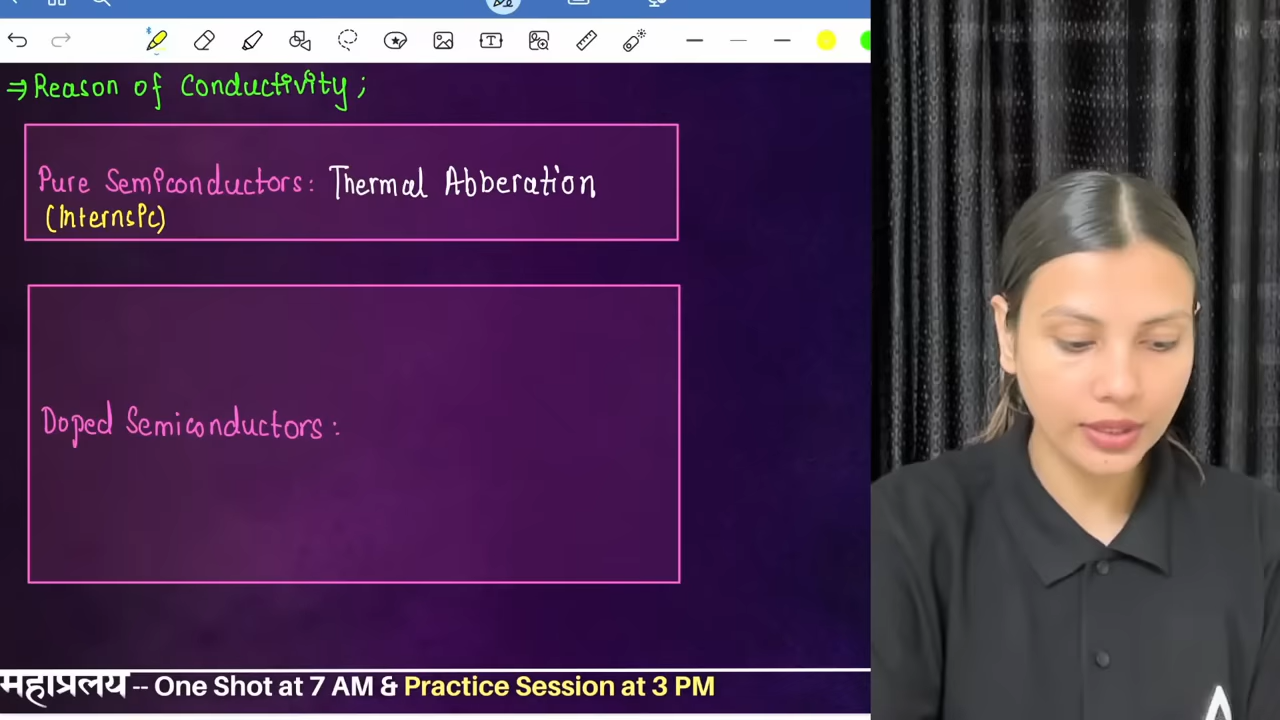 ⇒ Reason of Conductivity;
Pure Semiconductors: Thermal Abberation
(Internsic)
Doped Semiconductors:
महाप्रलय -- One Shot at 7 AM & Practice Session at 3 PM